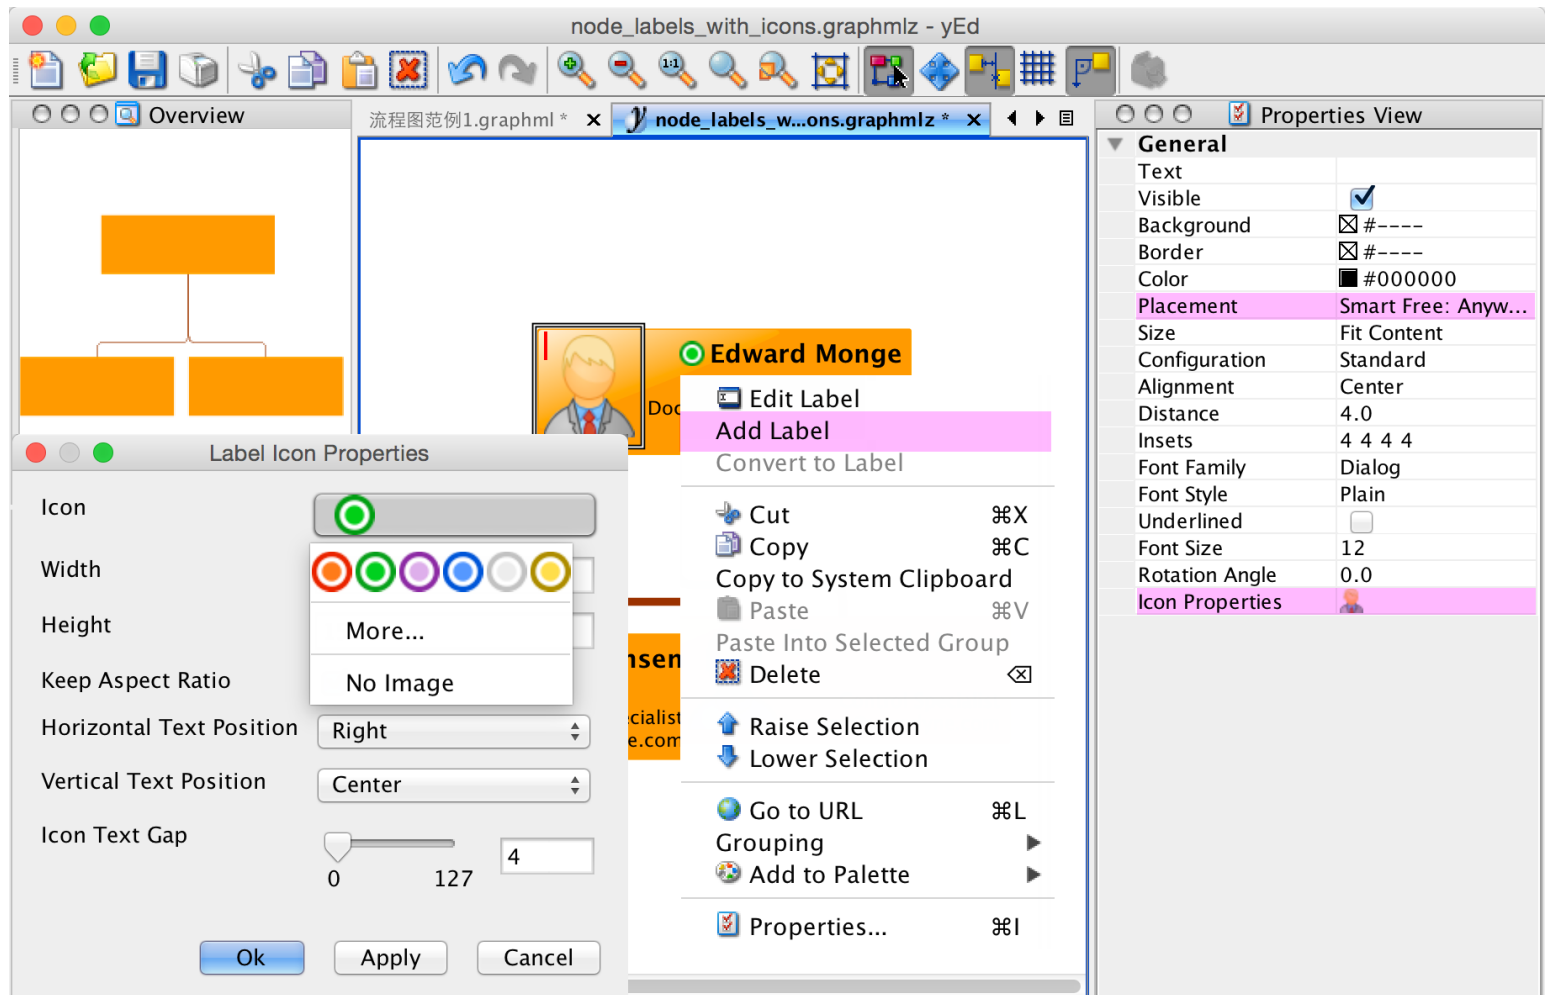 node_labels_with_icons.graphmlz - yEd
1:1
Overview
流程图范例1.graphml *
node_labels_w...ons.graphmlz *
Properties View
General
Text
Visible
Background #----
Border #----
Color #000000
Placement Smart Free: Anyw...
Size Fit Content
Configuration Standard
Alignment Center
Distance 4.0
Insets 4 4 4 4
Font Family Dialog
Font Style Plain
Underlined
Font Size 12
Rotation Angle 0.0
Icon Properties
Edward Monge
Doc
Edit Label
Add Label
Convert to Label
Cut ⌘X
Copy ⌘C
Copy to System Clipboard
Paste ⌘V
Paste Into Selected Group
Delete ⌫
Raise Selection
Lower Selection
Go to URL ⌘L
Grouping
Add to Palette
Properties... ⌘I
nsen
ecialist
e.com
Label Icon Properties
Icon
Width
Height
More...
Keep Aspect Ratio
No Image
Horizontal Text Position Right
Vertical Text Position Center
Icon Text Gap
4
0 127
Ok Apply Cancel